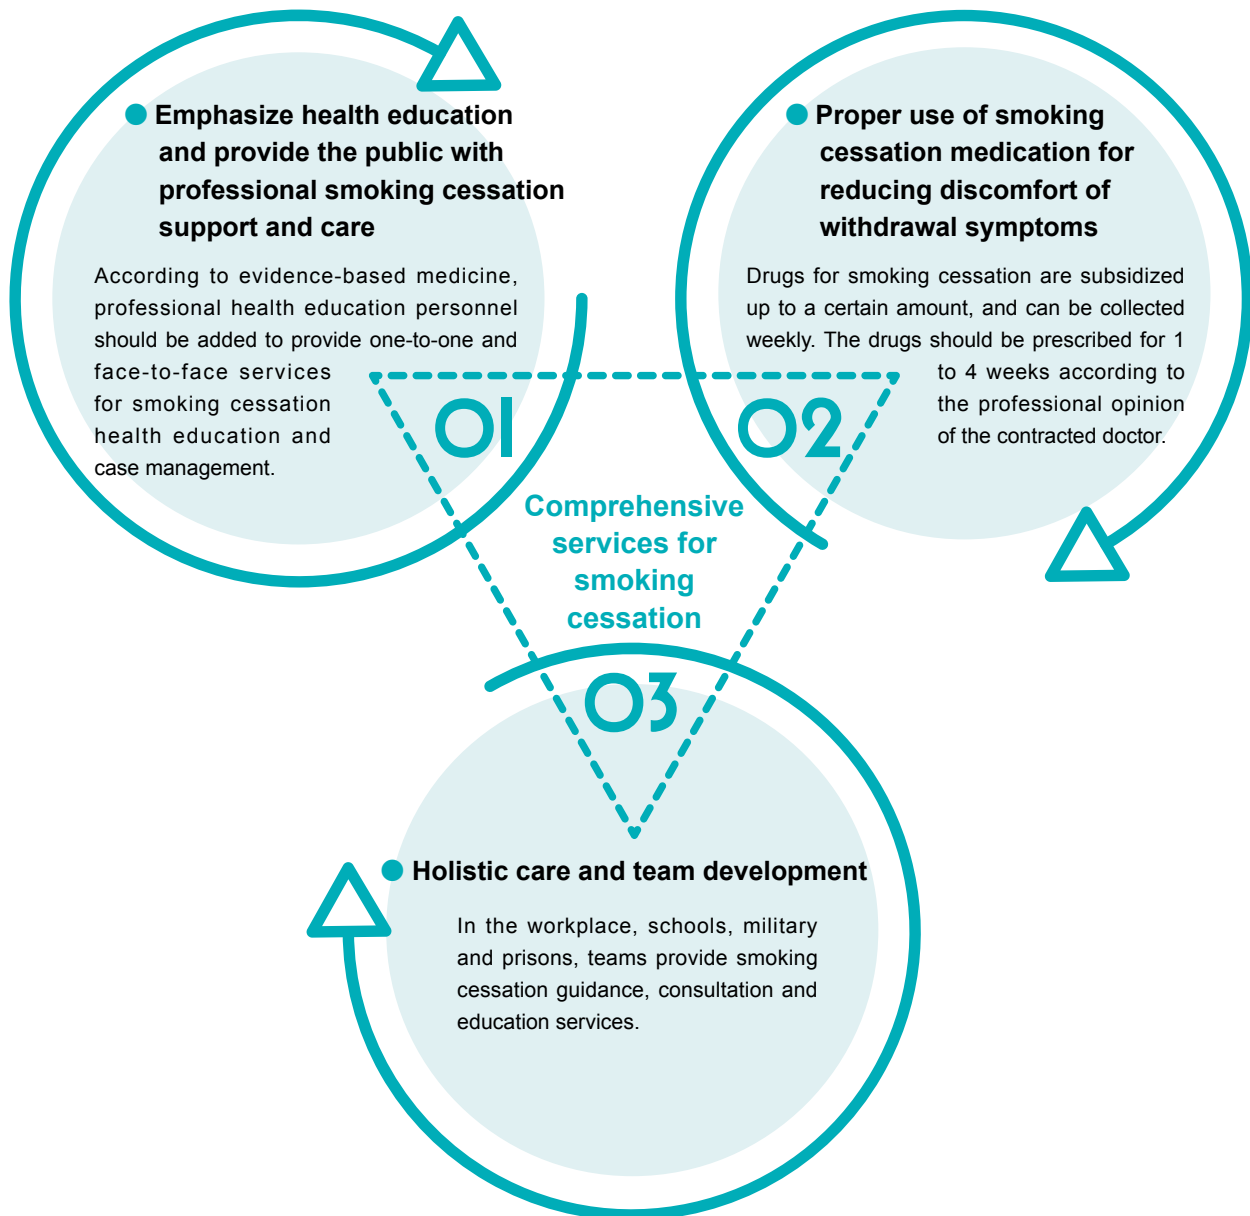 Emphasize health education
and provide the public with
professional smoking cessation
support and care
According to evidence-based medicine,
professional health education personnel
should be added to provide one-to-one and
face-to-face services
for smoking cessation
health education and
case management.
01
Proper use of smoking
cessation medication for
reducing discomfort of
withdrawal symptoms
Drugs for smoking cessation are subsidized
up to a certain amount, and can be collected
weekly. The drugs should be prescribed for 1
to 4 weeks according to
the professional opinion
of the contracted doctor.
02
Comprehensive
services for
smoking
cessation
03
Holistic care and team development
In the workplace, schools, military
and prisons, teams provide smoking
cessation guidance, consultation and
education services.